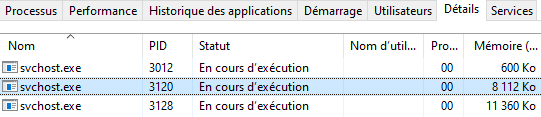 Processus Performance Historique des applications Démarrage Utilisateurs Détails Services
Nom PID Statut Nom d'util... Pro... Mémoire (...
svchost.exe 3012 En cours d'exécution 00 600 Ko
svchost.exe 3120 En cours d'exécution 00 8 112 Ko
svchost.exe 3128 En cours d'exécution 00 11 360 Ko